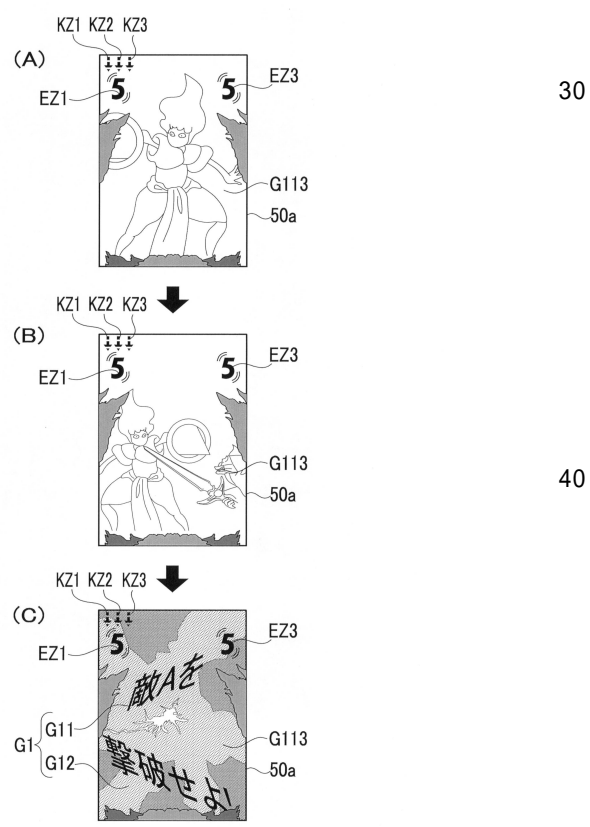 KZ1 KZ2 KZ3
(A)
5 5
EZ1
EZ3
30
G113
50a
KZ1 KZ2 KZ3
(B)
5 5
EZ1
EZ3
G113
50a
40
KZ1 KZ2 KZ3
(C)
5 5
EZ1
EZ3
敵Aを
G1
G11
G12
G113
撃破せよ!
50a